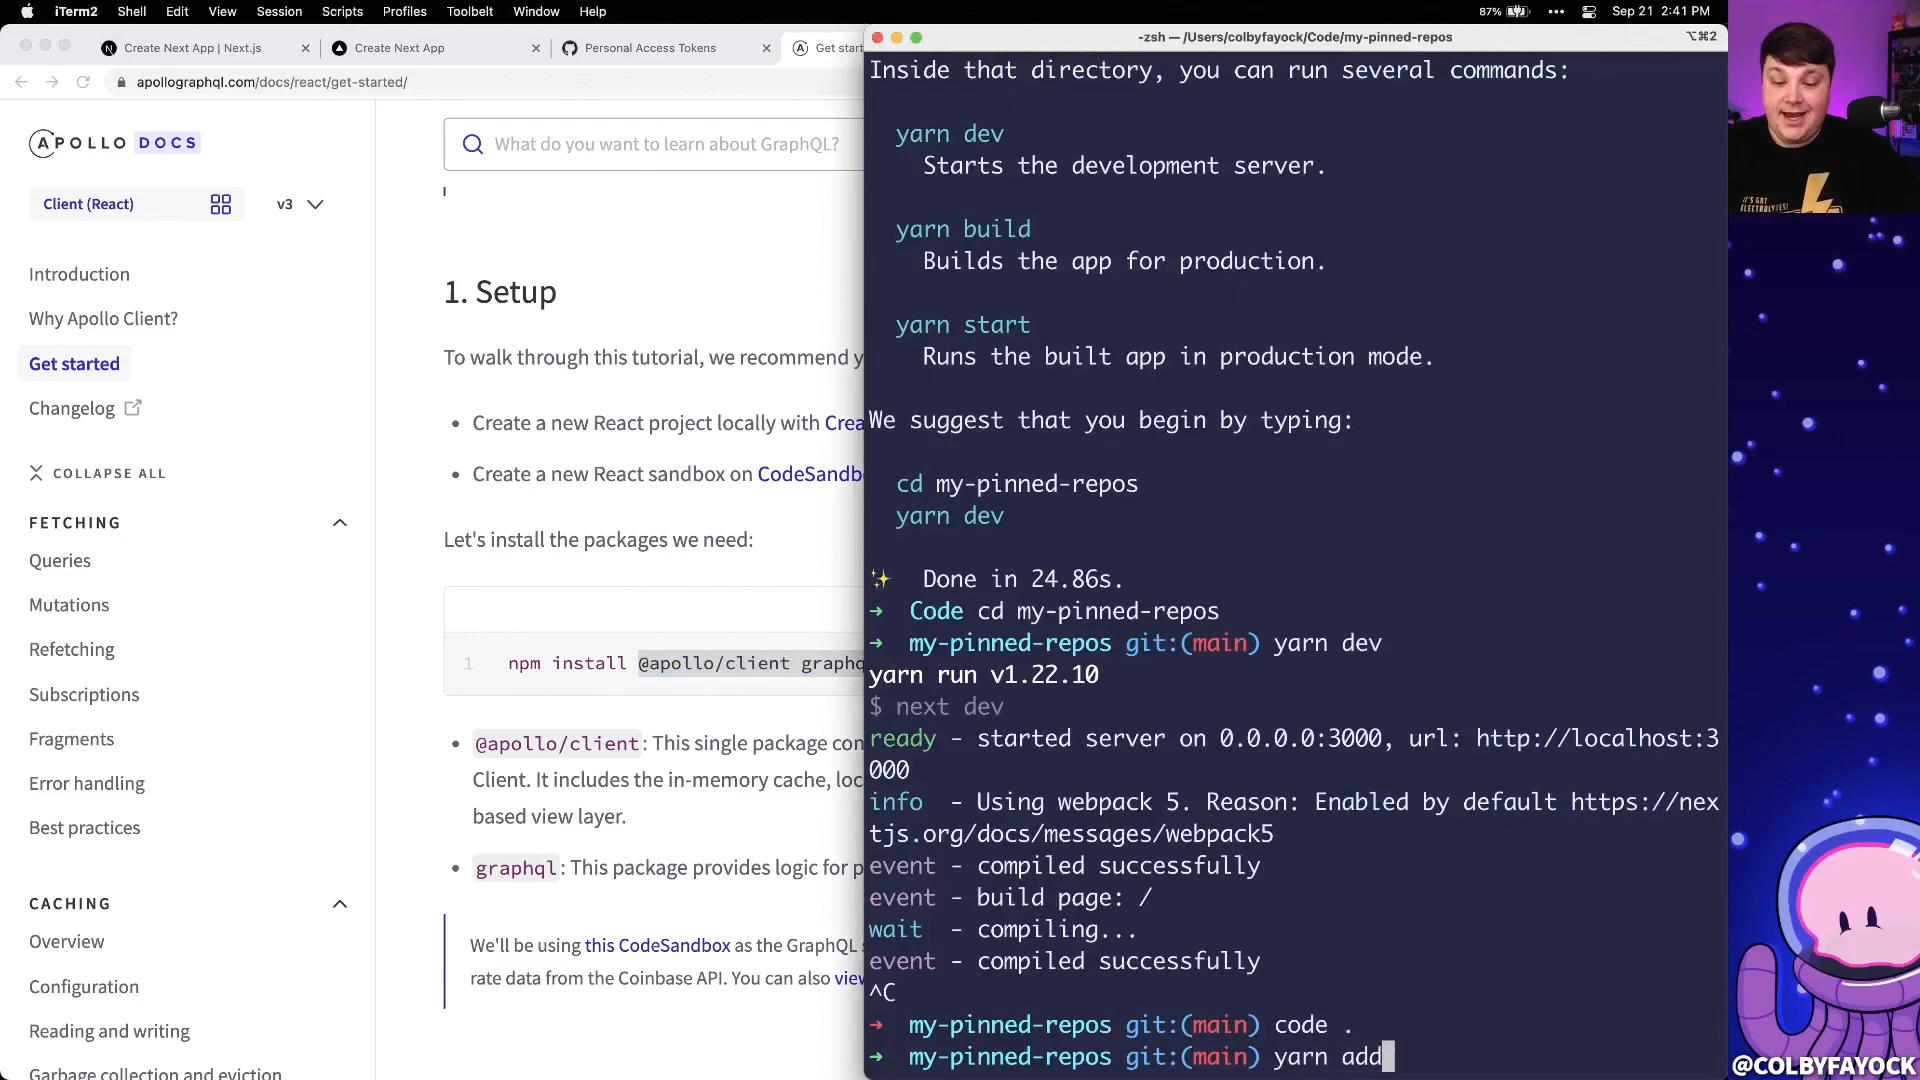 iTerm2 Shell Edit View Session Scripts Profiles Toolbelt Window Help
87% Sep 21 2:41 PM
Create Next App | Next.js
Create Next App
Personal Access Tokens
Get start
apollographql.com/docs/react/get-started/
APOLLO DOCS
Client (React)
v3
Introduction
Why Apollo Client?
Get started
Changelog
COLLAPSE ALL
FETCHING
Queries
Mutations
Refetching
Subscriptions
Fragments
Error handling
Best practices
CACHING
Overview
Configuration
Reading and writing
Garbage collection and eviction
What do you want to learn about GraphQL?
1. Setup
To walk through this tutorial, we recommend y
• Create a new React project locally with Crea
• Create a new React sandbox on CodeSandb
Let's install the packages we need:
1 npm install @apollo/client graphq
• @apollo/client: This single package con
Client. It includes the in-memory cache, loc
based view layer.
• graphql: This package provides logic for p
We'll be using this CodeSandbox as the GraphQL s
rate data from the Coinbase API. You can also view
-zsh — /Users/colbyfayock/Code/my-pinned-repos
⌥⌘2
Inside that directory, you can run several commands:
yarn dev
Starts the development server.
yarn build
Builds the app for production.
yarn start
Runs the built app in production mode.
We suggest that you begin by typing:
cd my-pinned-repos
yarn dev
✨ Done in 24.86s.
➜ Code cd my-pinned-repos
➜ my-pinned-repos git:(main) yarn dev
yarn run v1.22.10
$ next dev
ready - started server on 0.0.0.0:3000, url: http://localhost:3
000
info - Using webpack 5. Reason: Enabled by default https://nex
tjs.org/docs/messages/webpack5
event - compiled successfully
event - build page: /
wait - compiling...
event - compiled successfully
^C
➜ my-pinned-repos git:(main) code .
➜ my-pinned-repos git:(main) yarn add
IT'S GOT
ELECTROLYTES!
@COLBYFAYOCK